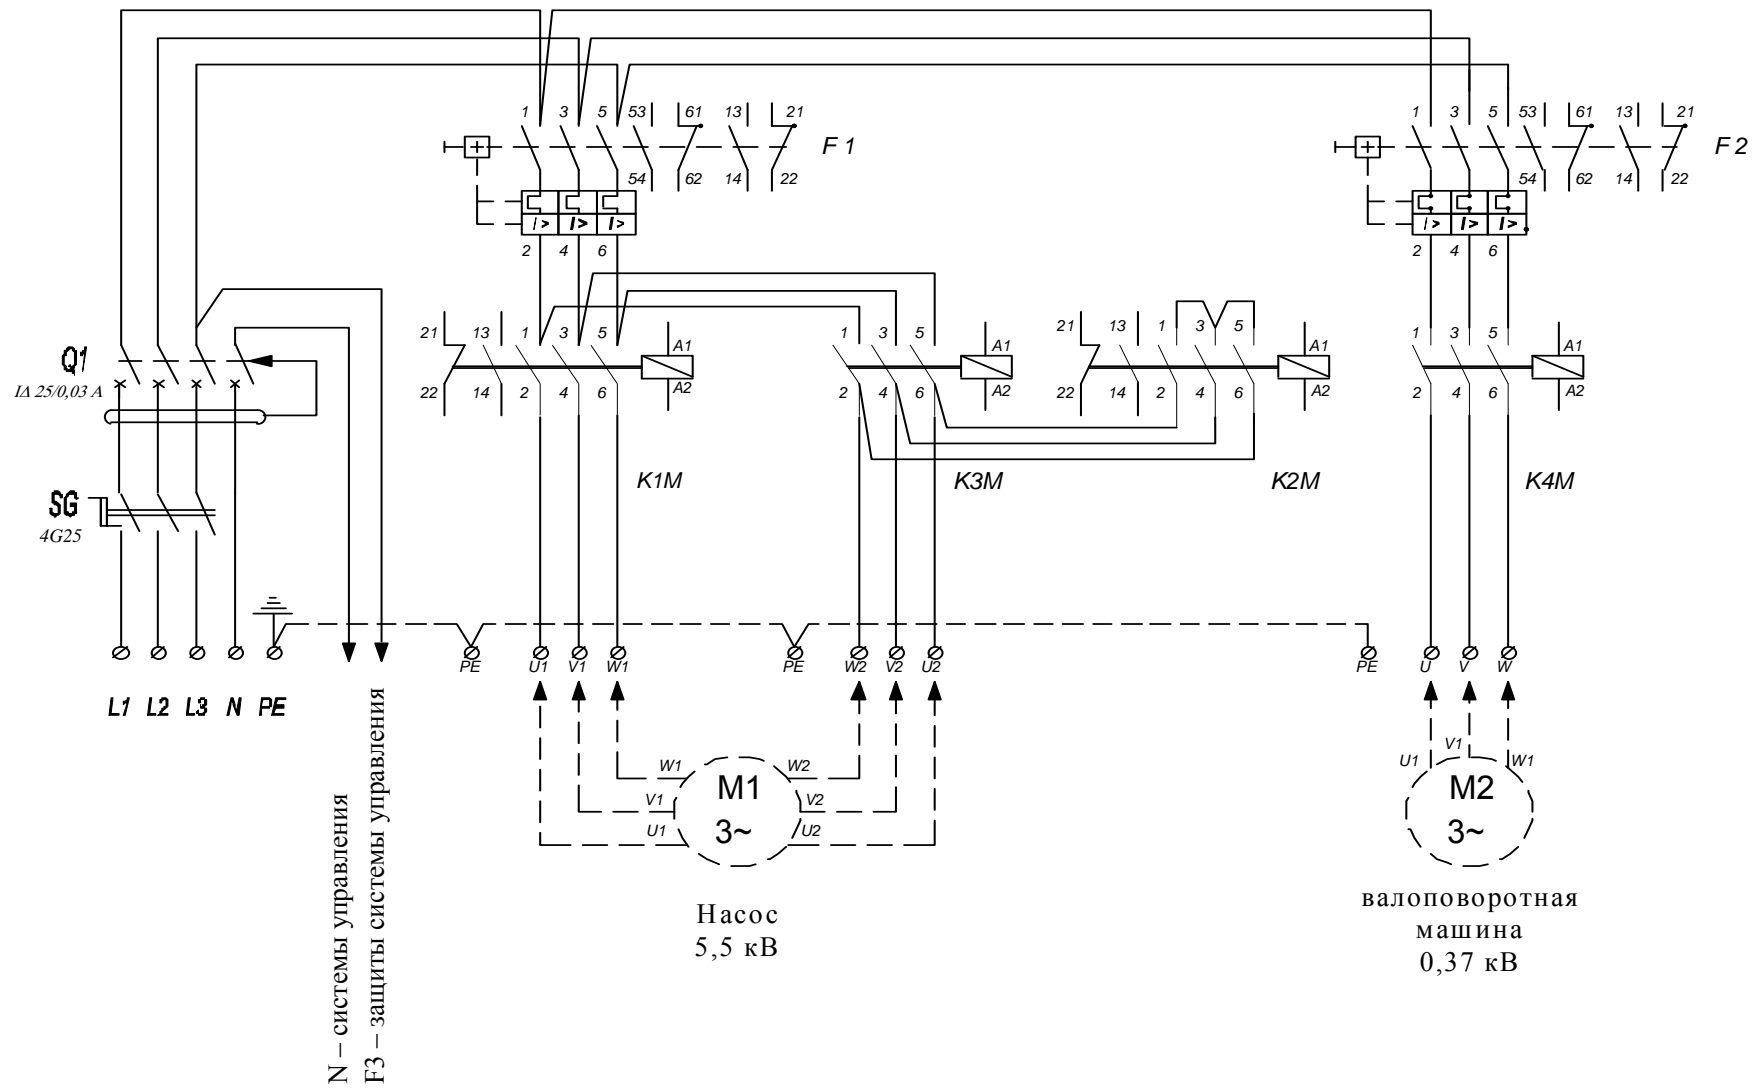 1 3 5 53 61 13 21
F 1
54 62 14 22
I> I> I>
2 4 6
1 3 5 53 61 13 21
F 2
54 62 14 22
I> I> I>
2 4 6
Q1
IΔ 25/0,03 А
21 13 1 3 5 A1
22 14 2 4 6 A2
K1M
1 3 5 A1
2 4 6 A2
K3M
21 13 1 3 5 A1
22 14 2 4 6 A2
K2M
1 3 5 A1
2 4 6 A2
K4M
SG
4G25
L1 L2 L3 N PE
PE U1 V1 W1 PE W2 V2 U2 PE U V W
N – системы управления
F3 – защиты системы управления
W1 W2
V1 V2
U1 U2
M1
3~
Насос
5,5 кВ
U1 V1 W1
M2
3~
валоповоротная
машина
0,37 кВ